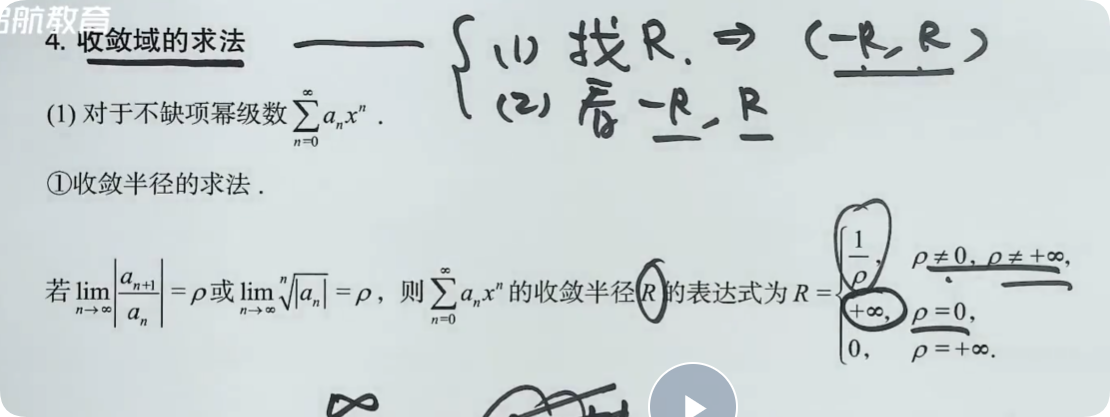 启航教育
4. 收敛域的求法 —— { (1) 找 R. ⇒ (-R, R)
(2) 看 -R, R
(1) 对于不缺项幂级数 $\sum_{n=0}^{\infty} a_n x^n$ .
①收敛半径的求法 .
若 $\lim_{n\to\infty} \left|\frac{a_{n+1}}{a_n}\right| = \rho$ 或 $\lim_{n\to\infty} \sqrt[n]{|a_n|} = \rho$ ，则 $\sum_{n=0}^{\infty} a_n x^n$ 的收敛半径 R 的表达式为 $R = \begin{cases} \frac{1}{\rho}, & \rho \neq 0, \rho \neq +\infty, \\ +\infty, & \rho = 0, \\ 0, & \rho = +\infty. \end{cases}$
∞